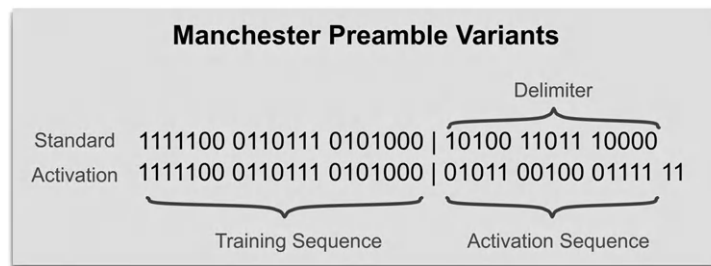 Manchester Preamble Variants
Delimiter
Standard 1111100 0110111 0101000 | 10100 11011 10000
Activation 1111100 0110111 0101000 | 01011 00100 01111 11
Training Sequence Activation Sequence